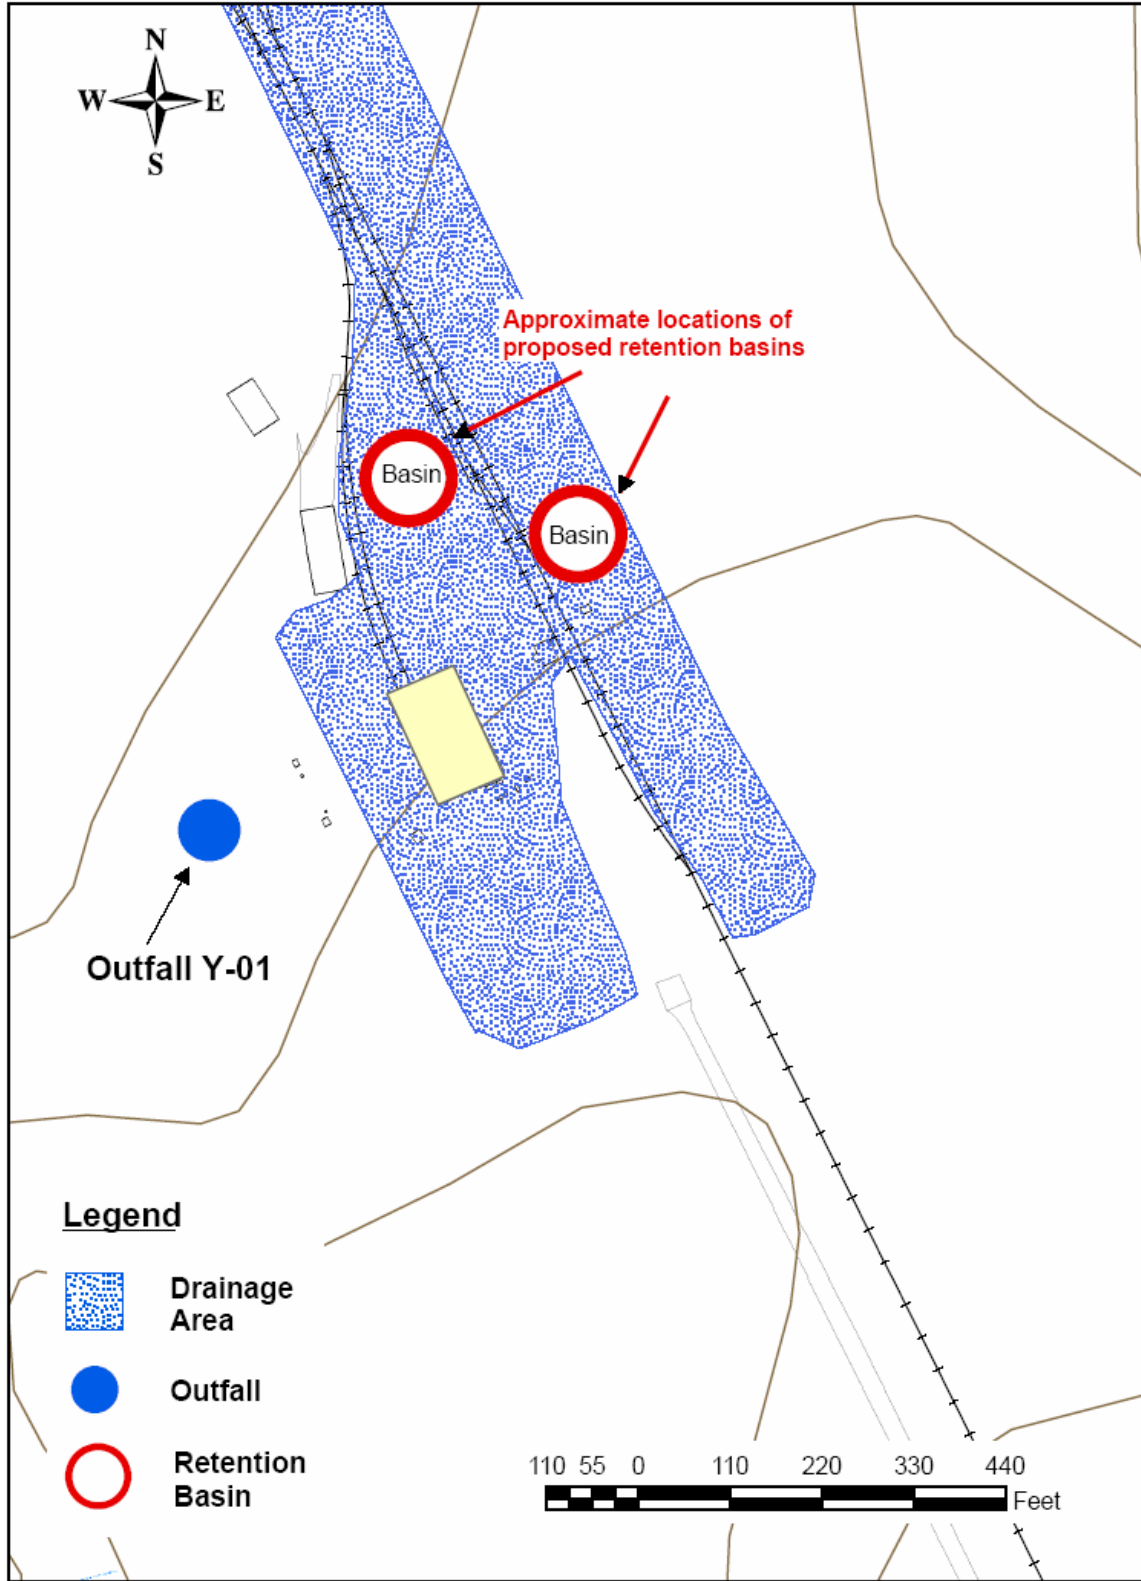 N
W E
S
Approximate locations of
proposed retention basins
Basin
Basin
Outfall Y-01
Legend
Drainage
Area
Outfall
Retention
Basin
110 55 0 110 220 330 440
Feet